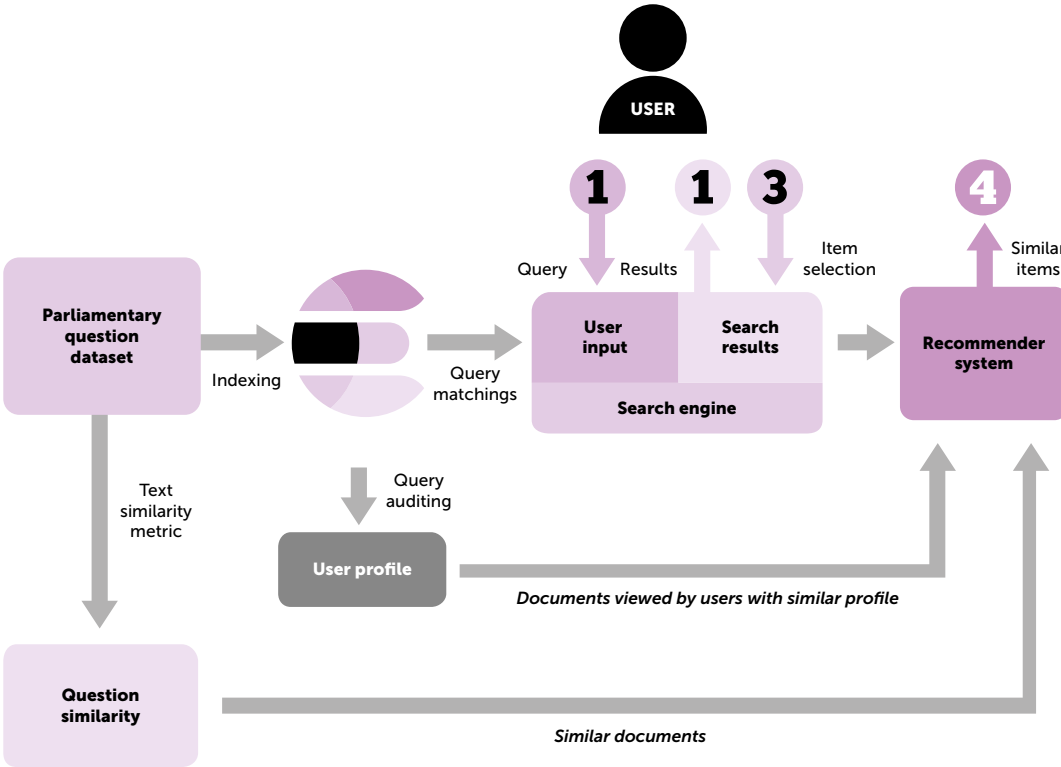 USER
1
1
3
4
Query
Results
Item
selection
Similar
items
Parliamentary
question
dataset
Indexing
Query
matchings
User
input
Search
results
Search engine
Recommender
system
Text
similarity
metric
Query
auditing
User profile
Documents viewed by users with similar profile
Question
similarity
Similar documents